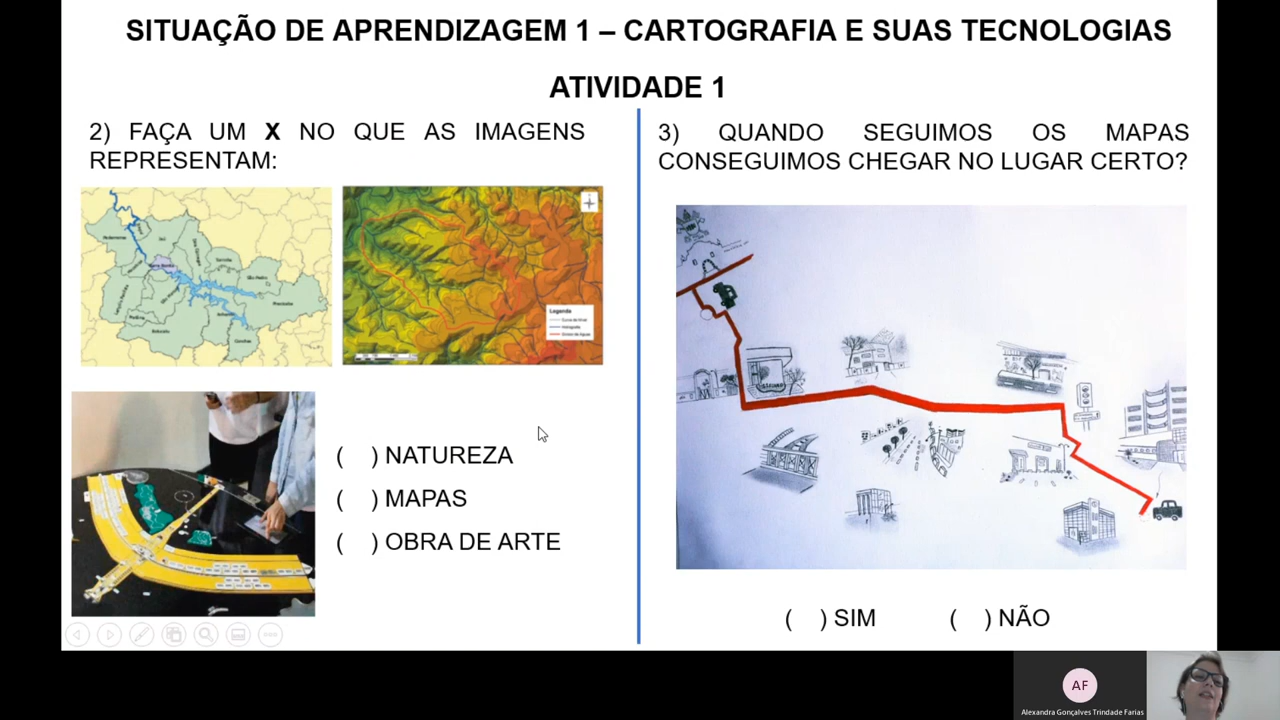 SITUAÇÃO DE APRENDIZAGEM 1 – CARTOGRAFIA E SUAS TECNOLOGIAS
ATIVIDADE 1
2) FAÇA UM X NO QUE AS IMAGENS
REPRESENTAM:
Legenda
( ) NATUREZA
( ) MAPAS
( ) OBRA DE ARTE
3) QUANDO SEGUIMOS OS MAPAS
CONSEGUIMOS CHEGAR NO LUGAR CERTO?
( ) SIM ( ) NÃO
AF
Alexandra Gonçalves Trindade Farias